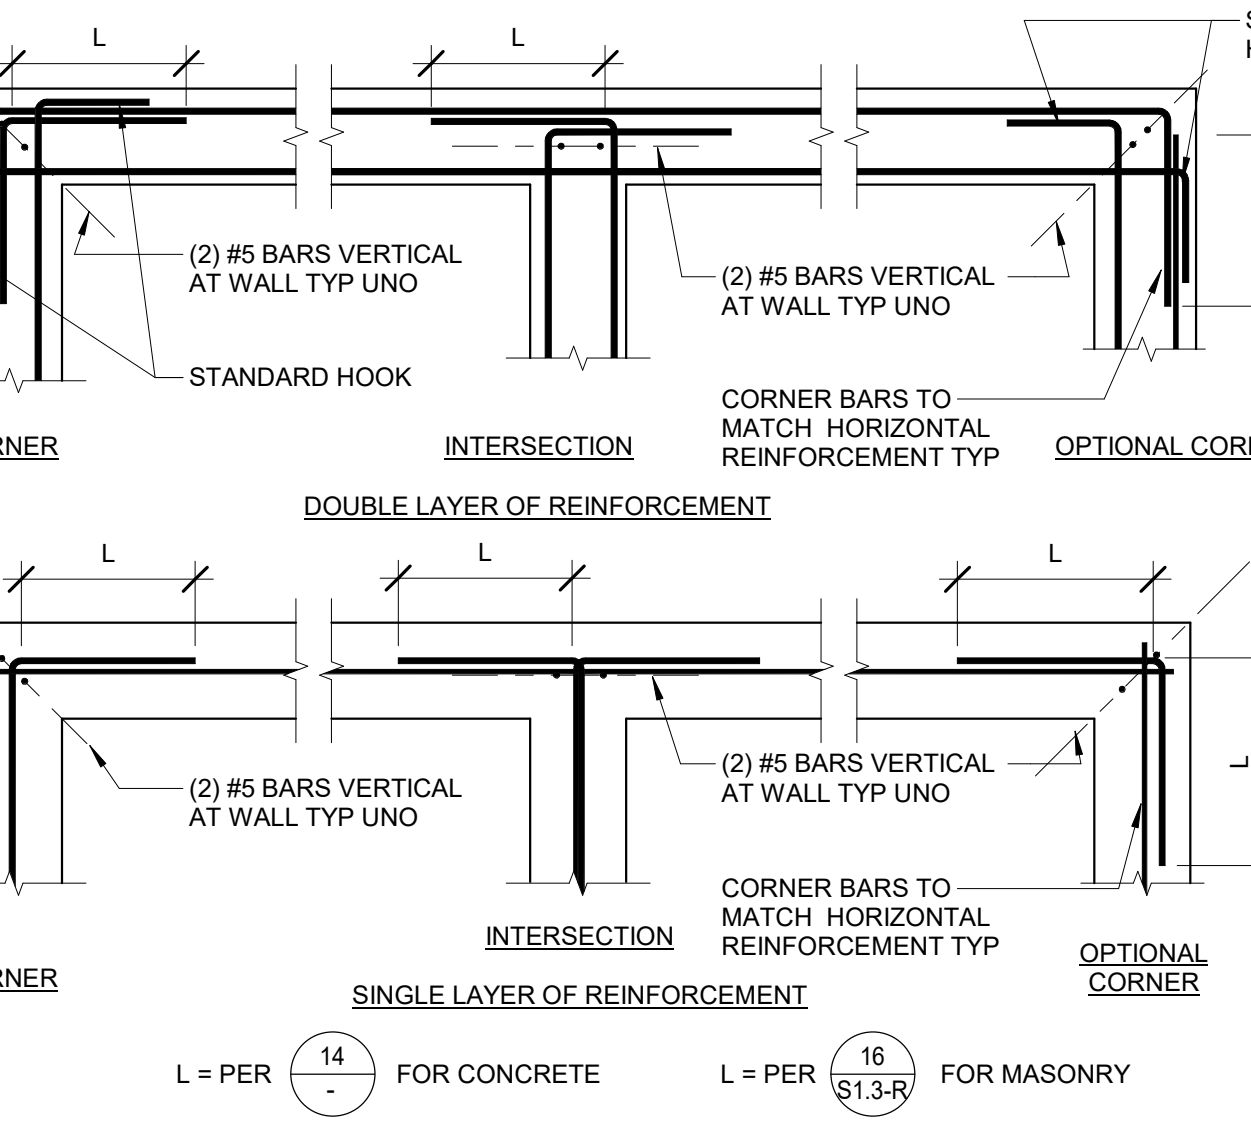 L
L
(2) #5 BARS VERTICAL
AT WALL TYP UNO
(2) #5 BARS VERTICAL
AT WALL TYP UNO
STANDARD HOOK
CORNER BARS TO
MATCH HORIZONTAL
REINFORCEMENT TYP
INTERSECTION
OPTIONAL
DOUBLE LAYER OF REINFORCEMENT
L
L
L
L
(2) #5 BARS VERTICAL
AT WALL TYP UNO
(2) #5 BARS VERTICAL
AT WALL TYP UNO
CORNER BARS TO
MATCH HORIZONTAL
REINFORCEMENT TYP
INTERSECTION
OPTIONAL
CORNER
SINGLE LAYER OF REINFORCEMENT
L = PER 14 - FOR CONCRETE
L = PER 16 S1.3-R FOR MASONRY